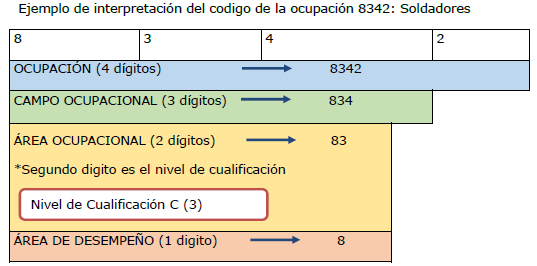 Ejemplo de interpretación del codigo de la ocupación 8342: Soldadores
8 3 4 2
OCUPACIÓN (4 dígitos) 8342
CAMPO OCUPACIONAL (3 dígitos) 834
ÁREA OCUPACIONAL (2 dígitos) 83
*Segundo digito es el nivel de cualificación
Nivel de Cualificación C (3)
ÁREA DE DESEMPEÑO (1 digito) 8